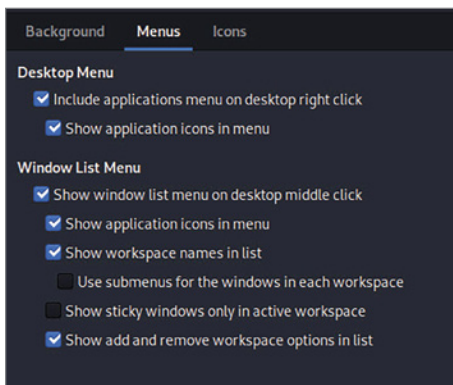 Background Menus Icons
Desktop Menu
Include applications menu on desktop right click
Show application icons in menu
Window List Menu
Show window list menu on desktop middle click
Show application icons in menu
Show workspace names in list
Use submenus for the windows in each workspace
Show sticky windows only in active workspace
Show add and remove workspace options in list